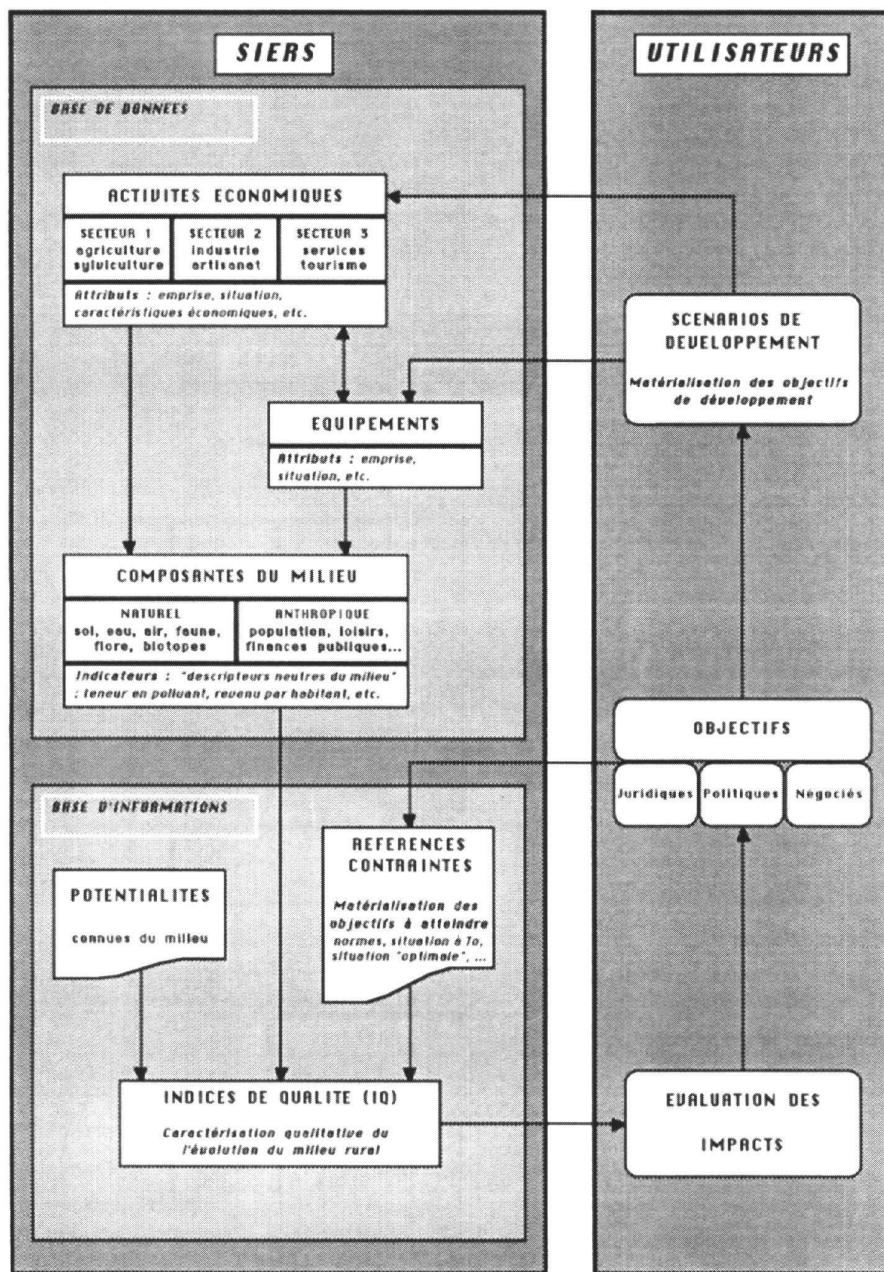 SIERS
BASE DE DONNEES
ACTIVITES ECONOMIQUES
SECTEUR 1
agriculture
sylviculture
SECTEUR 2
industrie
artisanat
SECTEUR 3
services
tourisme
Attributs : emprise, situation,
caractéristiques économiques, etc.
EQUIPEMENTS
Attributs : emprise,
situation, etc.
COMPOSANTES DU MILIEU
NATUREL
sol, eau, air, faune,
flore, biotopes
ANTHROPIQUE
population, loisirs,
finances publiques...
Indicateurs : "descripteurs neutres du milieu"
: teneur en polluant, revenu par habitant, etc.
BASE D'INFORMATIONS
POTENTIALITES
connues du milieu
REFERENCES
CONTRAINTES
Matérialisation des
objectifs à atteindre
normes, situation à To,
situation "optimale", ...
INDICES DE QUALITE (IQ)
Caractérisation qualitative du
l'évolution du milieu rural
UTILISATEURS
SCENARIOS DE
DEVELOPPEMENT
Matérialisation des objectifs
de développement
OBJECTIFS
Juridiques
Politiques
Négociés
EVALUATION DES
IMPACTS